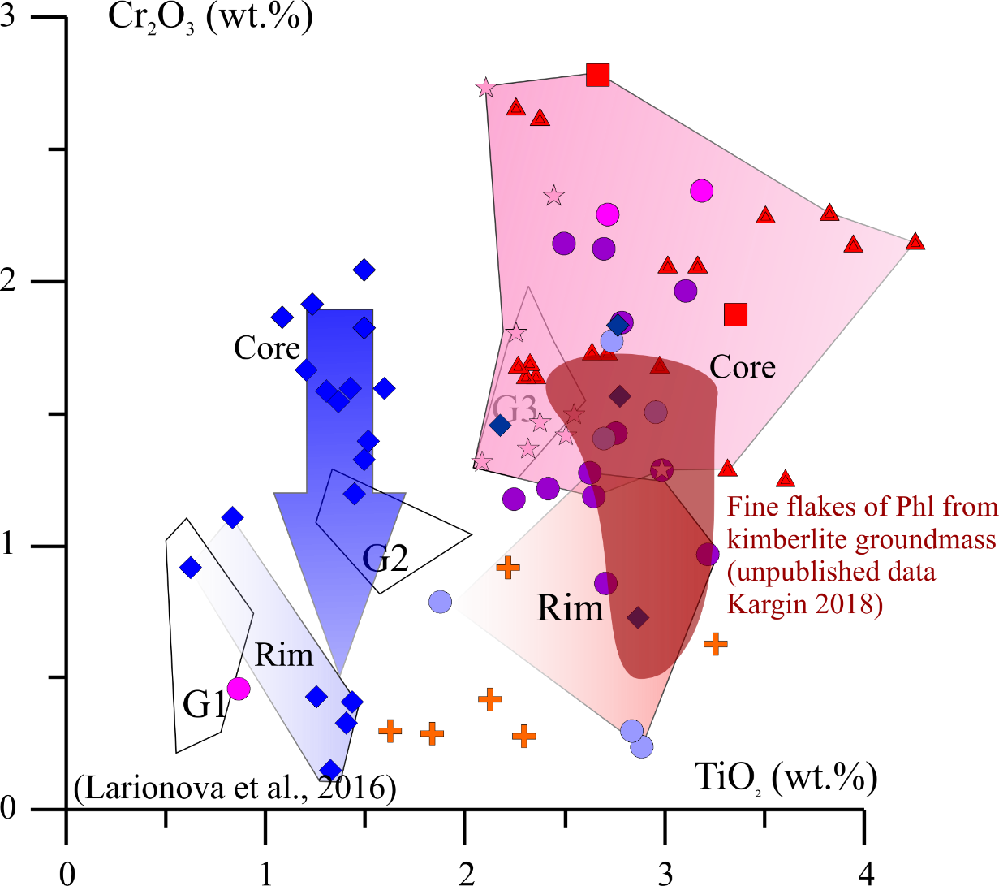 3
Cr₂O₃ (wt.%)
2
Core
Core
G3
Fine flakes of Phl from
kimberlite groundmass
(unpublished data
Kargin 2018)
1
G2
Rim
Rim
G1
TiO₂ (wt.%)
(Larionova et al., 2016)
0
0 1 2 3 4